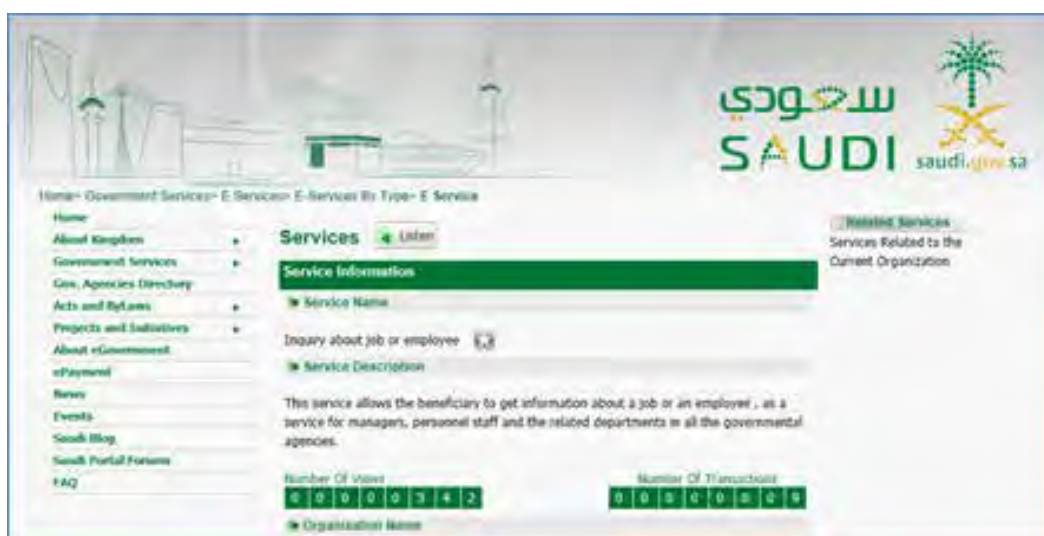 سعودي
SAUDI
saudi.gov.sa
Home> Government Services> E Services> E-Services By Type> E Service
Home
About Kingdom
Government Services
Gov. Agencies Directory
Acts and ByLaws
Projects and Initiatives
About eGovernment
ePayment
News
Events
Saudi Blog
Saudi Portal Forums
FAQ
Services
Listen
Service Information
Service Name
Inquiry about job or employee
Service Description
This service allows the beneficiary to get information about a job or an employee , as a
service for managers, personnel staff and the related departments in all the governmental
agencies.
Number Of Views
Number Of Transactions
0 0 0 0 0 3 4 2
0 0 0 0 0 0 0 9
Organization Name
Related Services
Services Related to the
Current Organization